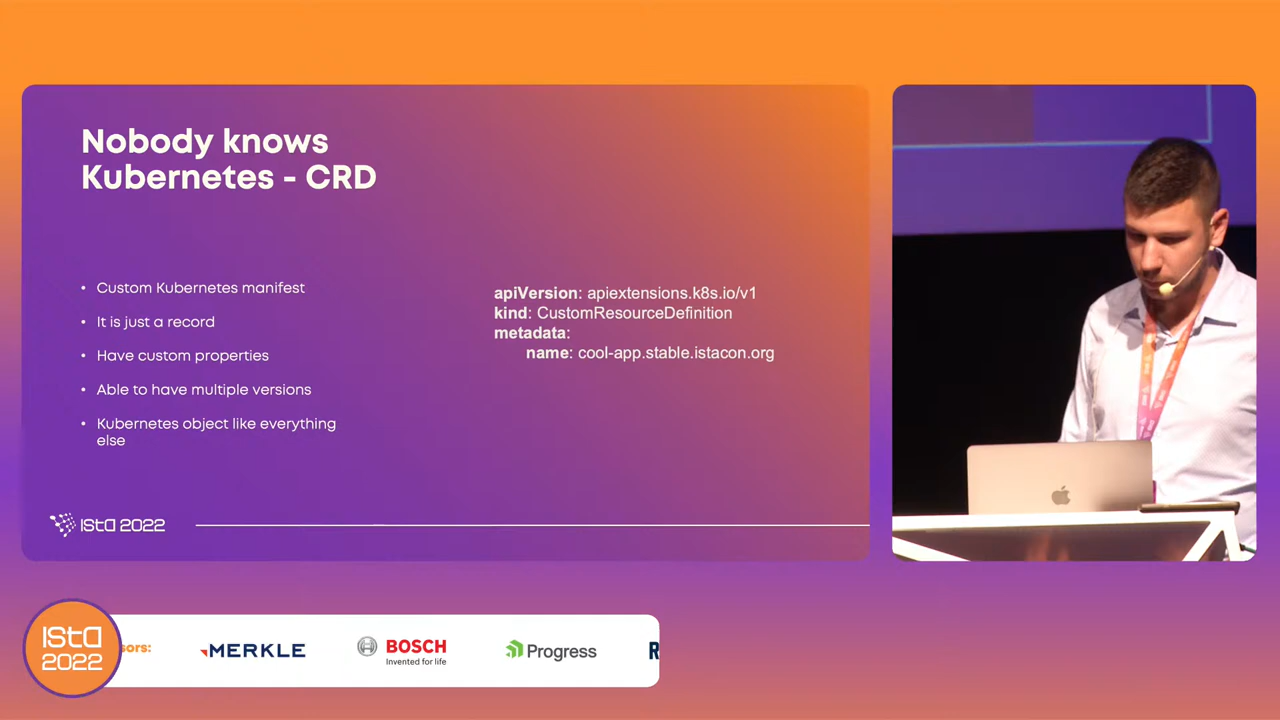 Nobody knows
Kubernetes - CRD
• Custom Kubernetes manifest
• It is just a record
• Have custom properties
• Able to have multiple versions
• Kubernetes object like everything
else
apiVersion: apiextensions.k8s.io/v1
kind: CustomResourceDefinition
metadata:
name: cool-app.stable.istacon.org
ISTA 2022
ISTA
2022
sors:
MERKLE
BOSCH
Invented for life
Progress
R